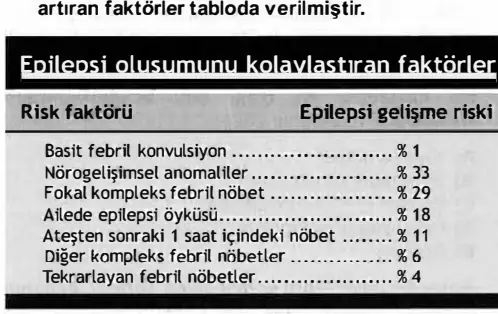 artıran faktörler tabloda verilmiştir.
Epilepsi oluşumunu kolaylaştıran faktörler
Risk faktörü Epilepsi gelişme riski
Basit febril konvulsiyon ........................ % 1
Nörogelişimsel anomaliler ..................... % 33
Fokal kompleks febril nöbet ................... % 29
Ailede epilepsi öyküsü .......................... % 18
Ateşten sonraki 1 saat içindeki nöbet ........ % 11
Diğer kompleks febril nöbetler ................ % 6
Tekrarlayan febril nöbetler ..................... % 4